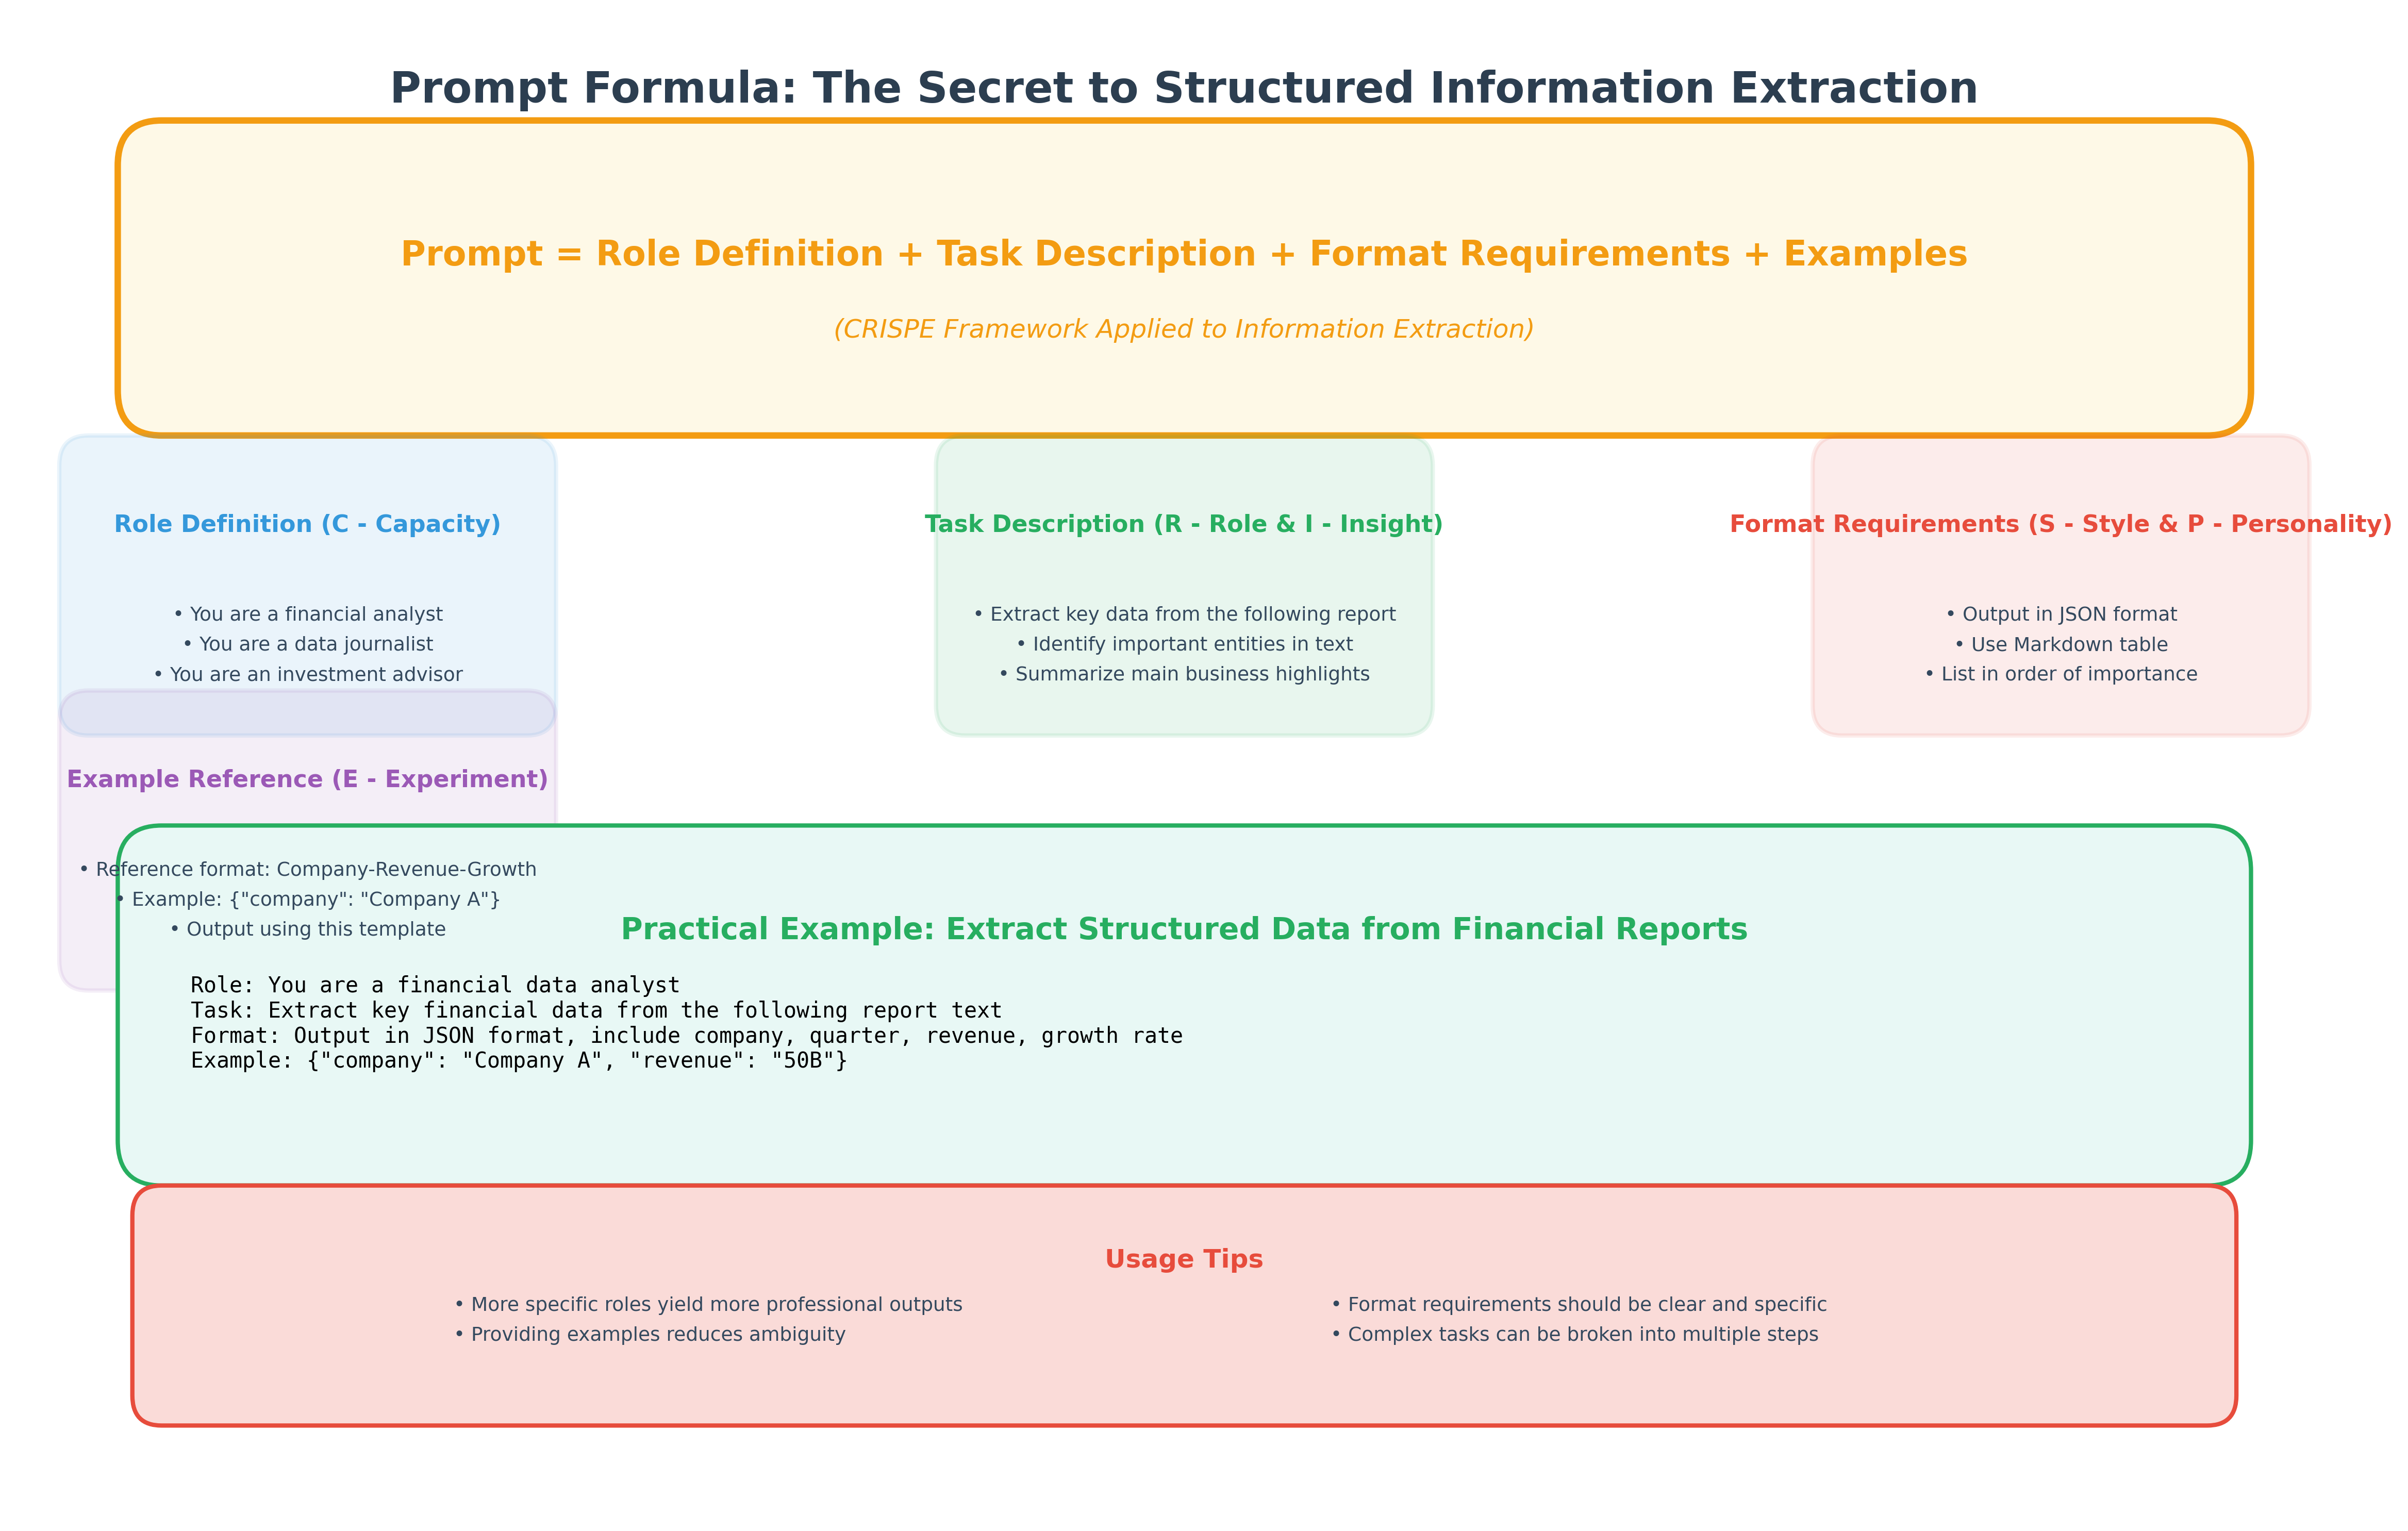 Prompt Formula: The Secret to Structured Information Extraction
Prompt = Role Definition + Task Description + Format Requirements + Examples
(CRISPE Framework Applied to Information Extraction)
Role Definition (C - Capacity)
• You are a financial analyst
• You are a data journalist
• You are an investment advisor
Task Description (R - Role & I - Insight)
• Extract key data from the following report
• Identify important entities in text
• Summarize main business highlights
Format Requirements (S - Style & P - Personality)
• Output in JSON format
• Use Markdown table
• List in order of importance
Example Reference (E - Experiment)
• Reference format: Company-Revenue-Growth
• Example: {"company": "Company A"}
• Output using this template
Practical Example: Extract Structured Data from Financial Reports
Role: You are a financial data analyst
Task: Extract key financial data from the following report text
Format: Output in JSON format, include company, quarter, revenue, growth rate
Example: {"company": "Company A", "revenue": "50B"}
Usage Tips
• More specific roles yield more professional outputs
• Providing examples reduces ambiguity
• Format requirements should be clear and specific
• Complex tasks can be broken into multiple steps